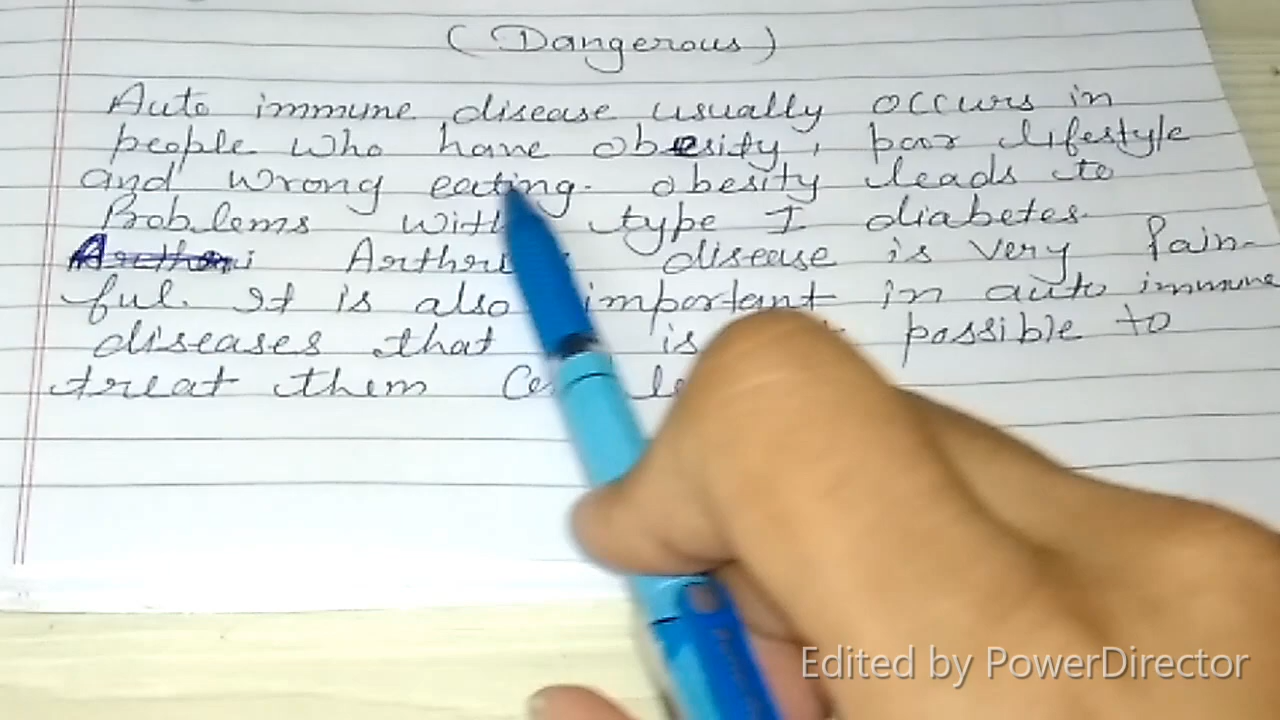 (Dangerous)
Auto immune disease usually occurs in
people who have obesity, poor lifestyle
and wrong eating. obesity leads to
Problems with type I diabetes.
Arthri disease is very Pain-
ful. It is also important in auto immune
diseases that is possible to
treat them
Edited by PowerDirector